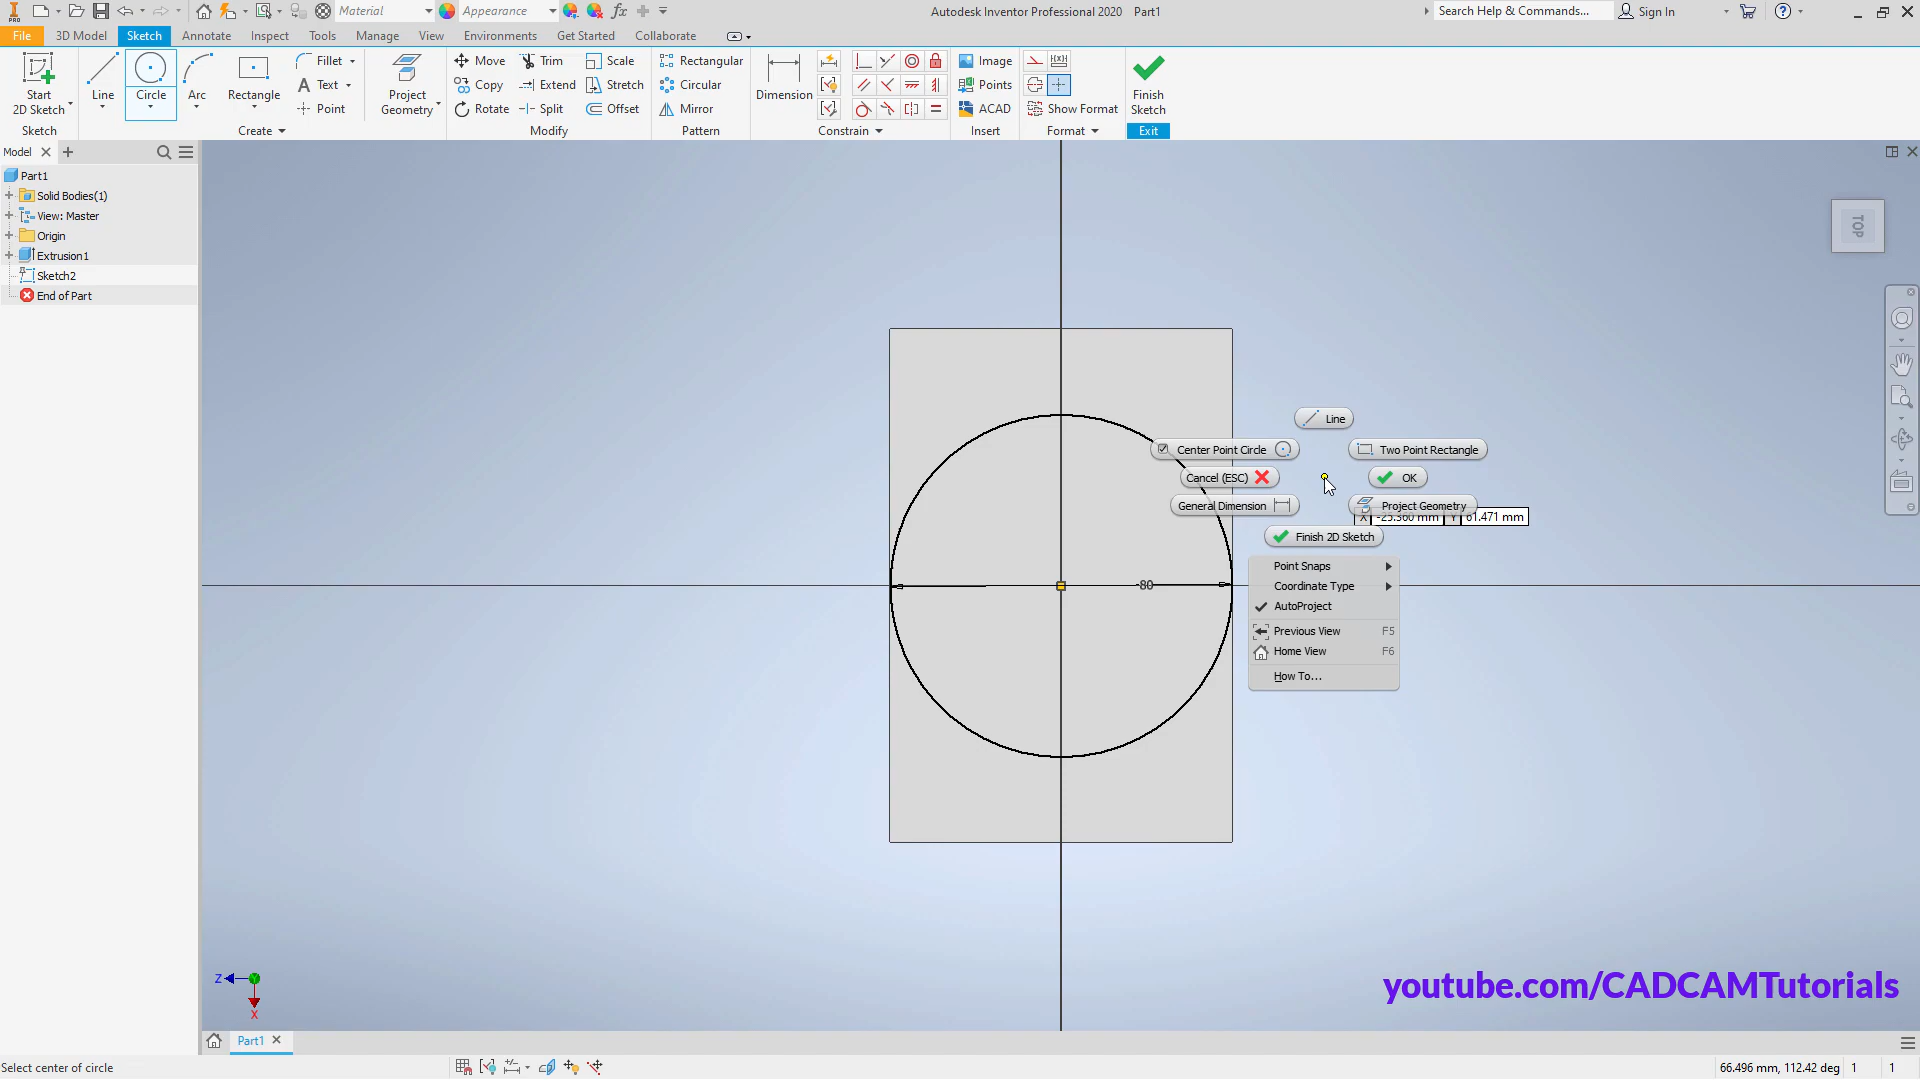 PRO Material Appearance fx Autodesk Inventor Professional 2020 Part1 Search Help & Commands... Sign In
File 3D Model Sketch Annotate Inspect Tools Manage View Environments Get Started Collaborate
Start 2D Sketch Line Circle Arc Rectangle Fillet Text Point Project Geometry
Move Trim Scale
Copy Extend Stretch
Rotate Split Offset
Rectangular
Circular
Mirror
Dimension
Image
Points
ACAD
Show Format
Finish Sketch
Sketch Create Modify Pattern Constrain Insert Format Exit
Model
Part1
Solid Bodies(1)
View: Master
Origin
Extrusion1
Sketch2
End of Part
TOP
Line
Center Point Circle Two Point Rectangle
Cancel (ESC) OK
General Dimension Project Geometry
X -25.360 mm Y 61.471 mm
Finish 2D Sketch
Point Snaps
Coordinate Type
AutoProject
Previous View F5
Home View F6
How To...
80
Z
X
youtube.com/CADCAMTutorials
Part1
Select center of circle
66.496 mm, 112.42 deg 1 1